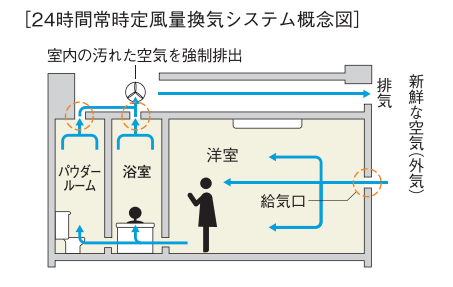 [24時間常時定風量換気システム概念図]
室内の汚れた空気を強制排出
排気
新鮮な空気(外気)
パウダー
ルーム
浴室
洋室
給気口